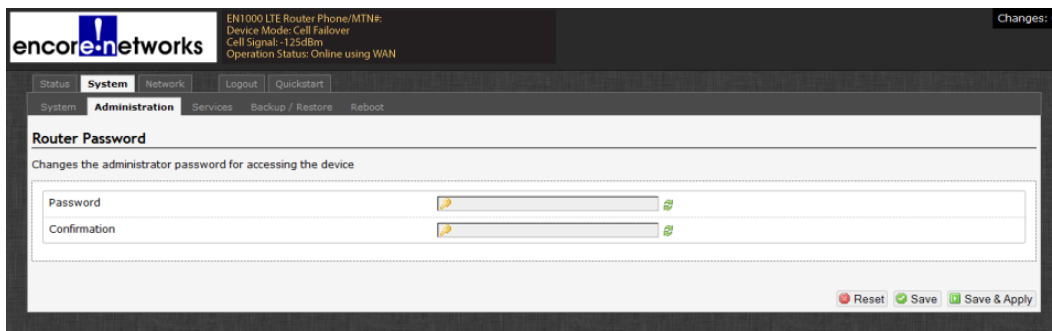 encore!networks
EN1000 LTE Router Phone/MTN#:
Device Mode: Cell Failover
Cell Signal: -125dBm
Operation Status: Online using WAN
Changes:
Status System Network Logout Quickstart
System Administration Services Backup / Restore Reboot
Router Password
Changes the administrator password for accessing the device
Password
Confirmation
Reset Save Save & Apply